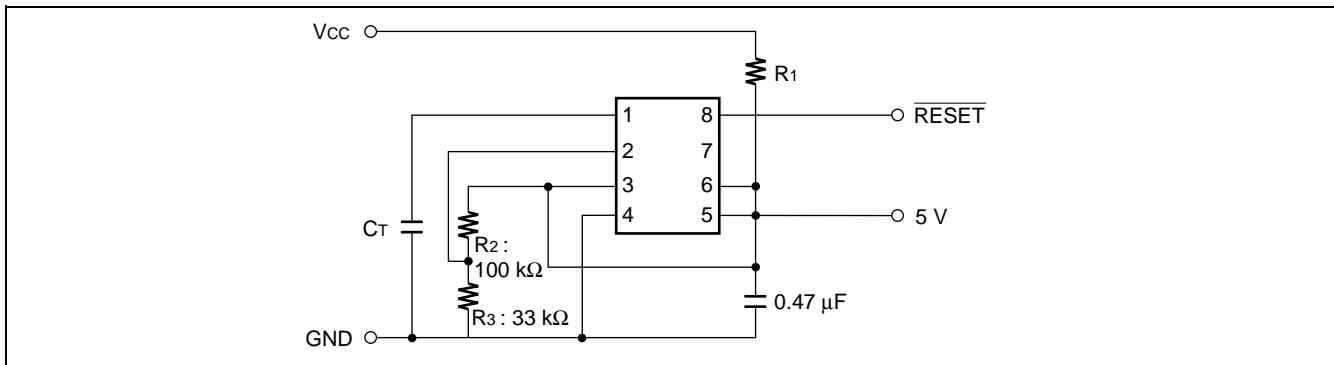 VCC
R1
1 8 RESET
2 7
3 6
4 5 5 V
CT
R2 :
100 kΩ
R3 : 33 kΩ
0.47 μF
GND